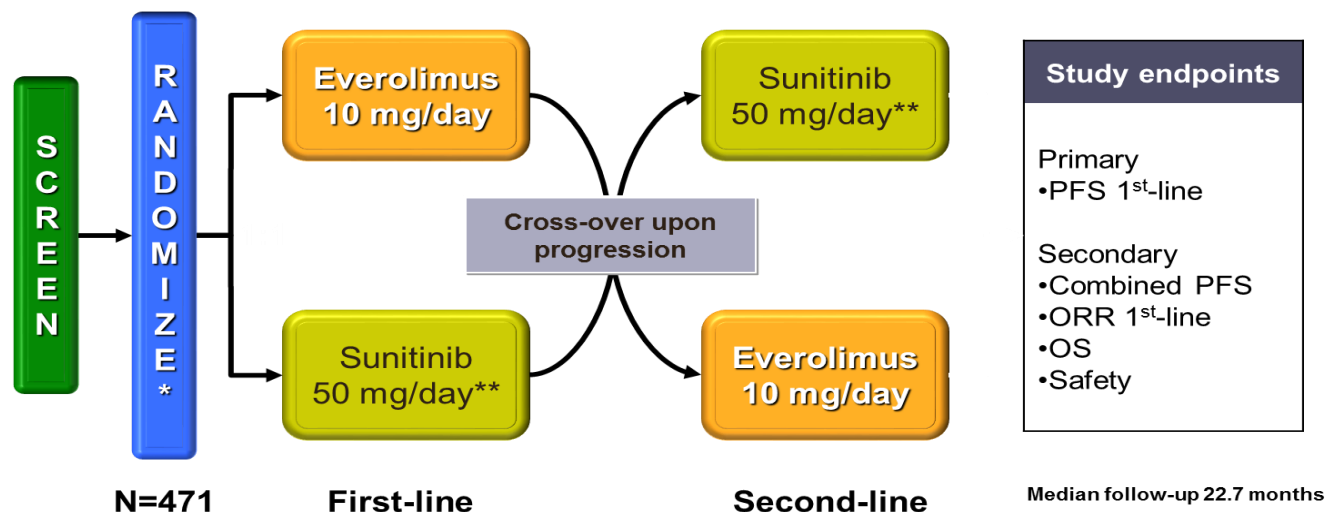 SCREEN
RANDOMIZE*
Everolimus
10 mg/day
Sunitinib
50 mg/day**
Cross-over upon
progression
Sunitinib
50 mg/day**
Everolimus
10 mg/day
N=471
First-line
Second-line
Study endpoints
Primary
•PFS 1st-line
Secondary
•Combined PFS
•ORR 1st-line
•OS
•Safety
Median follow-up 22.7 months